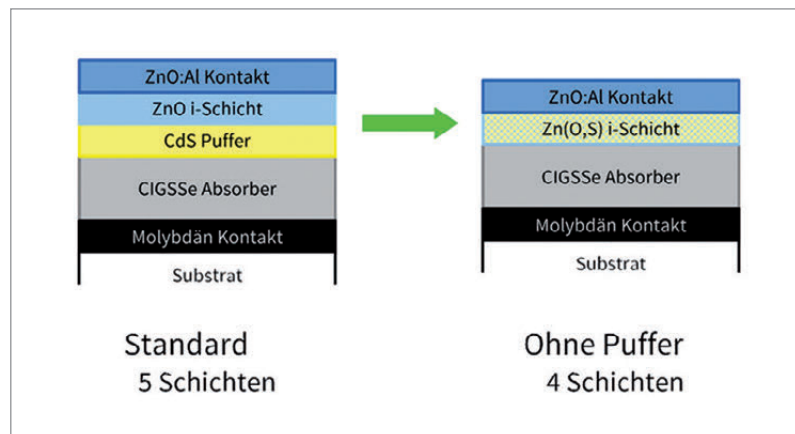 ZnO:Al Kontakt
ZnO i-Schicht
CdS Puffer
CIGSSe Absorber
Molybdän Kontakt
Substrat
Standard
5 Schichten
ZnO:Al Kontakt
Zn(O,S) i-Schicht
CIGSSe Absorber
Molybdän Kontakt
Substrat
Ohne Puffer
4 Schichten